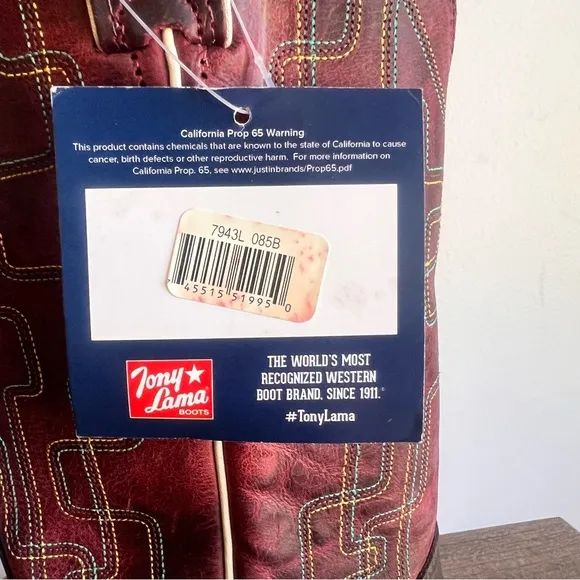 California Prop 65 Warning
This product contains chemicals that are known to the state of California to cause
cancer, birth defects or other reproductive harm. For more information on
California Prop. 65, see www.justinbrands/Prop65.pdf
7943L 085B
45515 51995 0
Tony
Lama
BOOTS
THE WORLD'S MOST
RECOGNIZED WESTERN
BOOT BRAND, SINCE 1911.®
#TonyLama